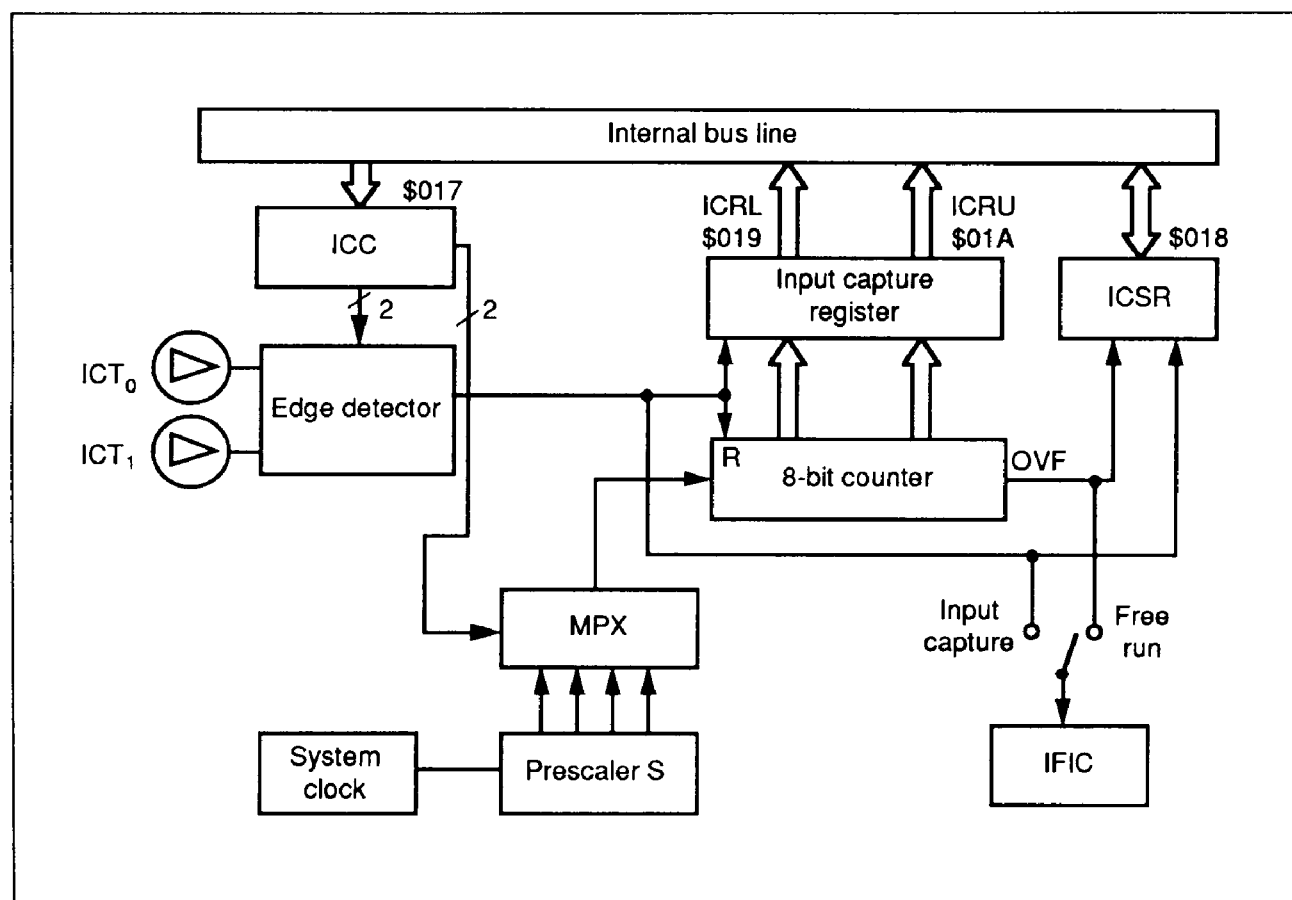 Internal bus line
$017
ICRL
$019
ICRU
$01A
$018
ICC
Input capture
register
ICSR
2
2
ICT0
ICT1
Edge detector
R
8-bit counter
OVF
MPX
Input
capture
Free
run
System
clock
Prescaler S
IFIC